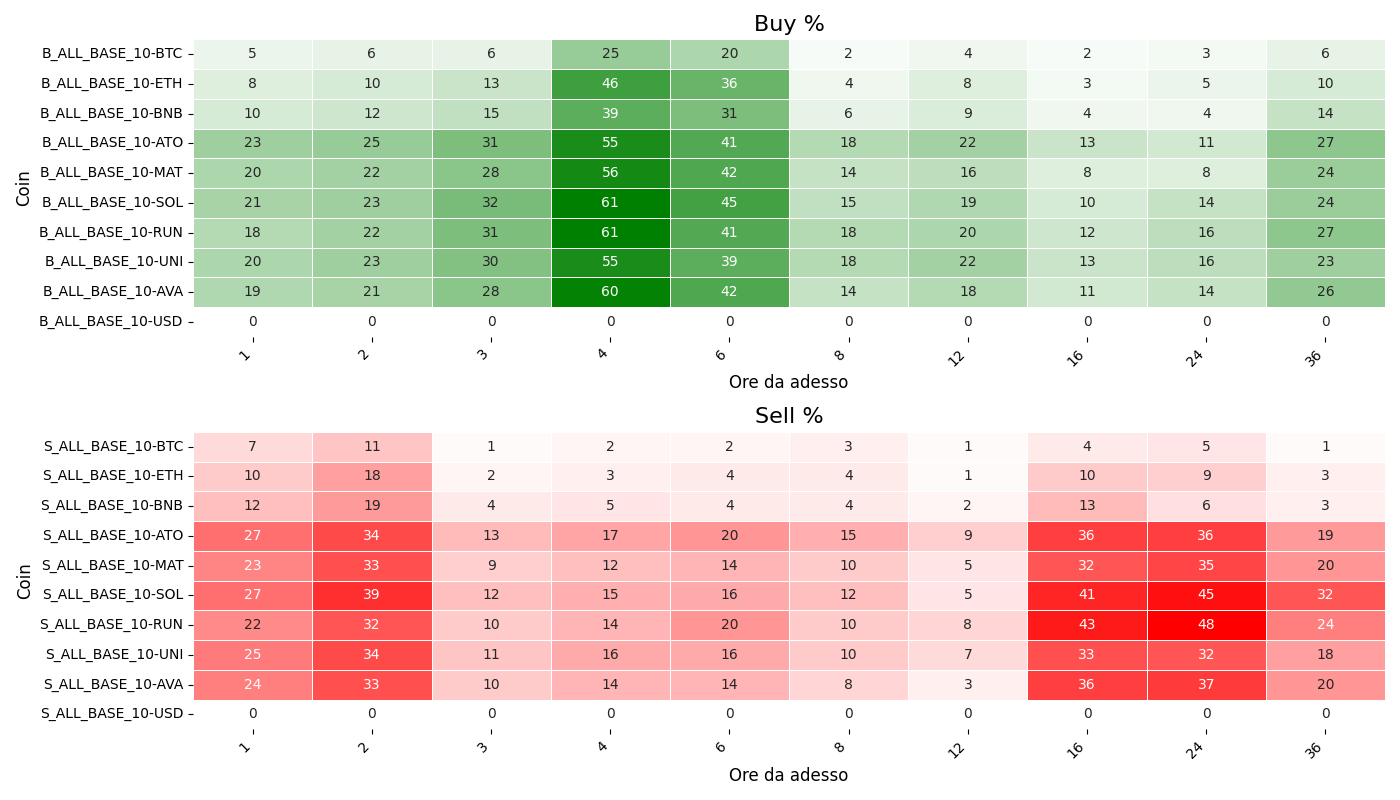 Buy %
Coin
B_ALL_BASE_10-BTC 5 6 6 25 20 2 4 2 3 6
B_ALL_BASE_10-ETH 8 10 13 46 36 4 8 3 5 10
B_ALL_BASE_10-BNB 10 12 15 39 31 6 9 4 4 14
B_ALL_BASE_10-ATO 23 25 31 55 41 18 22 13 11 27
B_ALL_BASE_10-MAT 20 22 28 56 42 14 16 8 8 24
B_ALL_BASE_10-SOL 21 23 32 61 45 15 19 10 14 24
B_ALL_BASE_10-RUN 18 22 31 61 41 18 20 12 16 27
B_ALL_BASE_10-UNI 20 23 30 55 39 18 22 13 16 23
B_ALL_BASE_10-AVA 19 21 28 60 42 14 18 11 14 26
B_ALL_BASE_10-USD 0 0 0 0 0 0 0 0 0 0
1 2 3 4 6 8 12 16 24 36
Ore da adesso
Sell %
Coin
S_ALL_BASE_10-BTC 7 11 1 2 2 3 1 4 5 1
S_ALL_BASE_10-ETH 10 18 2 3 4 4 1 10 9 3
S_ALL_BASE_10-BNB 12 19 4 5 4 4 2 13 6 3
S_ALL_BASE_10-ATO 27 34 13 17 20 15 9 36 36 19
S_ALL_BASE_10-MAT 23 33 9 12 14 10 5 32 35 20
S_ALL_BASE_10-SOL 27 39 12 15 16 12 5 41 45 32
S_ALL_BASE_10-RUN 22 32 10 14 20 10 8 43 48 24
S_ALL_BASE_10-UNI 25 34 11 16 16 10 7 33 32 18
S_ALL_BASE_10-AVA 24 33 10 14 14 8 3 36 37 20
S_ALL_BASE_10-USD 0 0 0 0 0 0 0 0 0 0
1 2 3 4 6 8 12 16 24 36
Ore da adesso